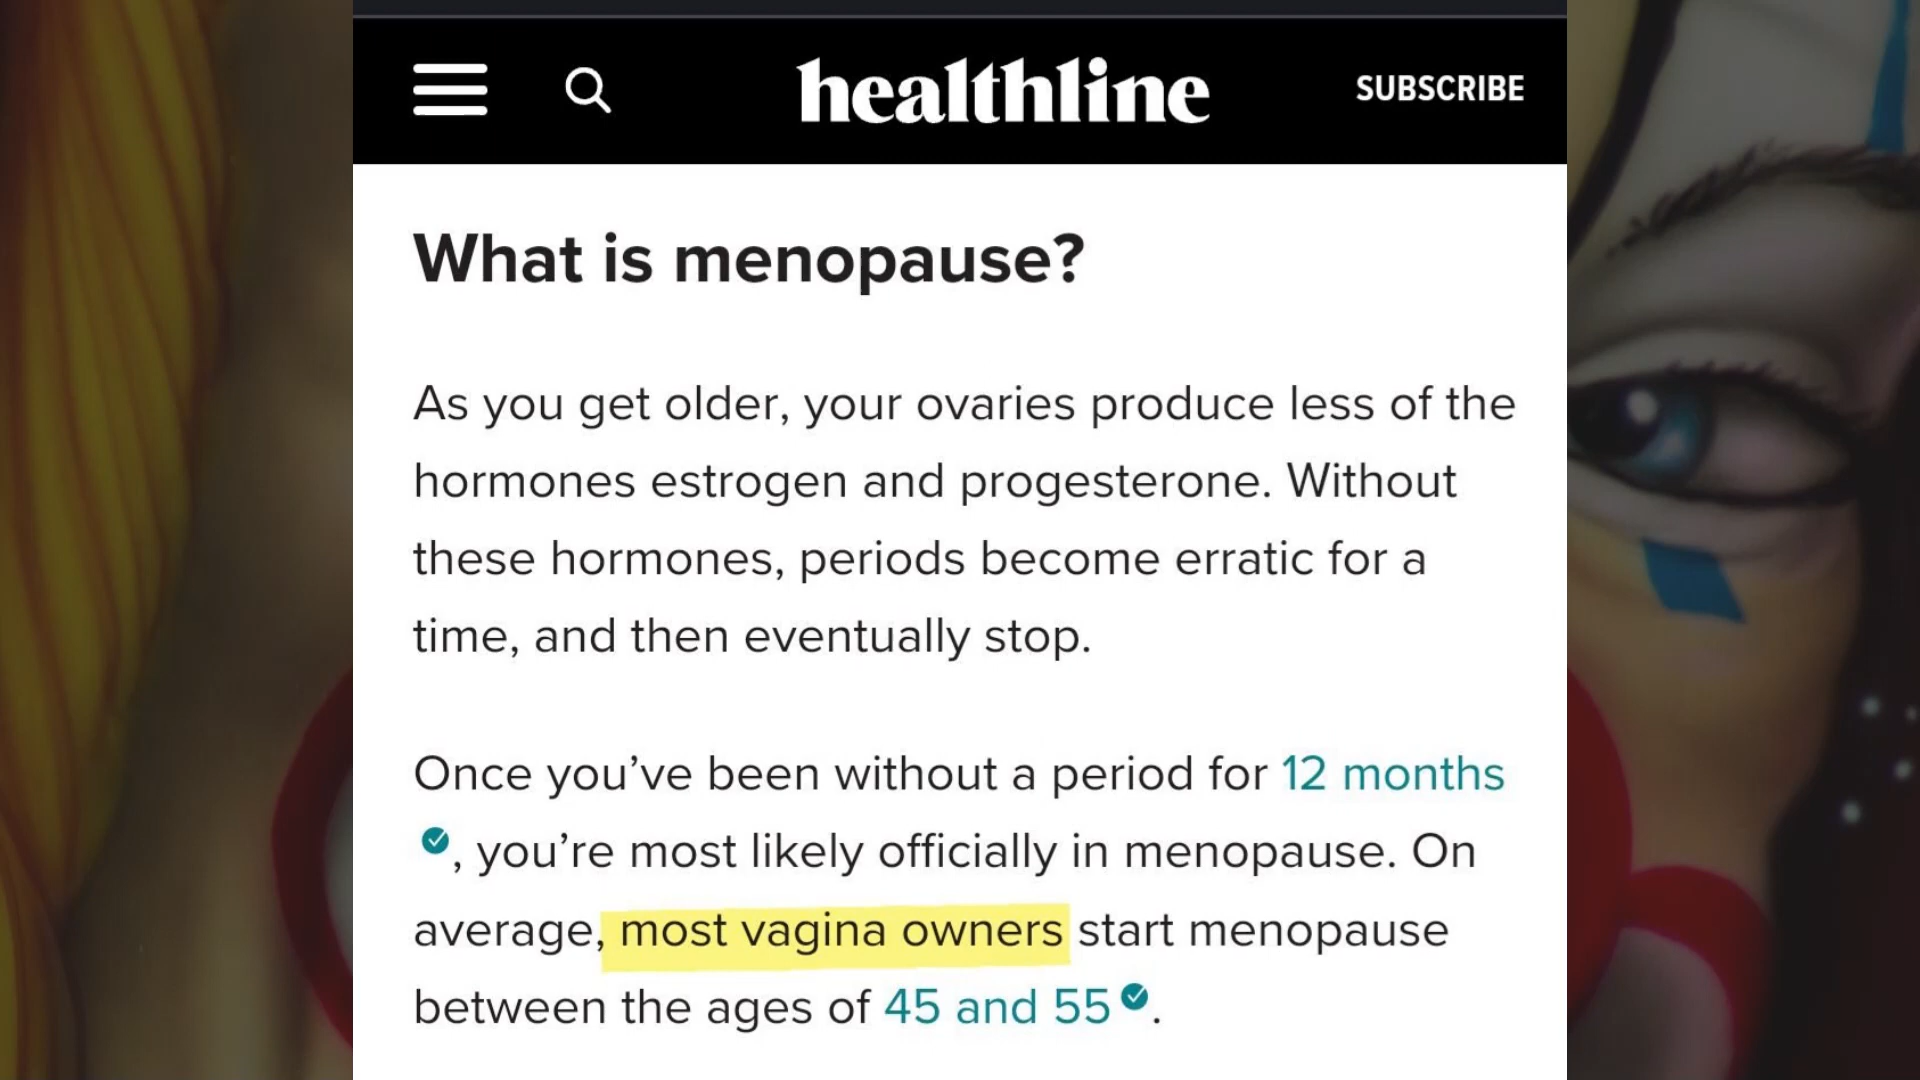 healthline
SUBSCRIBE
What is menopause?
As you get older, your ovaries produce less of the
hormones estrogen and progesterone. Without
these hormones, periods become erratic for a
time, and then eventually stop.
Once you’ve been without a period for 12 months
, you’re most likely officially in menopause. On
average, most vagina owners start menopause
between the ages of 45 and 55 .